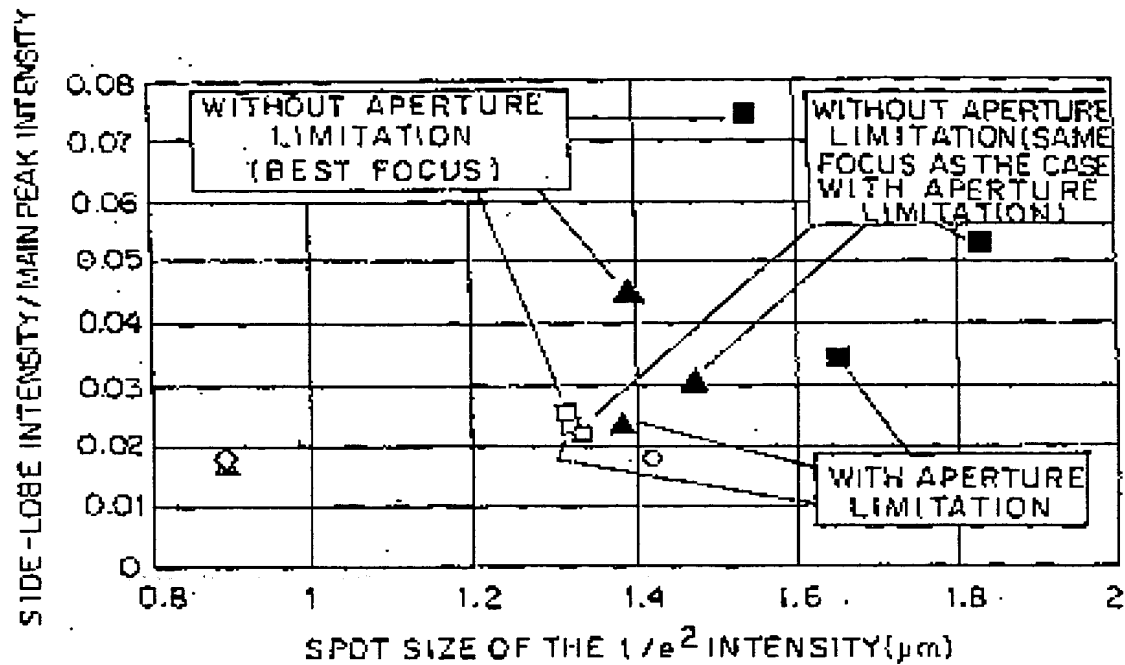 SIDE-LOBE INTENSITY/MAIN PEAK INTENSITY
0.08
0.07
0.06
0.05
0.04
0.03
0.02
0.01
0
WITHOUT APERTURE
LIMITATION
(BEST FOCUS)
WITHOUT APERTURE
LIMITATION(SAME
FOCUS AS THE CASE
WITH APERTURE
LIMITATION)
WITH APERTURE
LIMITATION
0.8
1
1.2
1.4
1.6
1.8
2
SPOT SIZE OF THE 1/e² INTENSITY(μm)